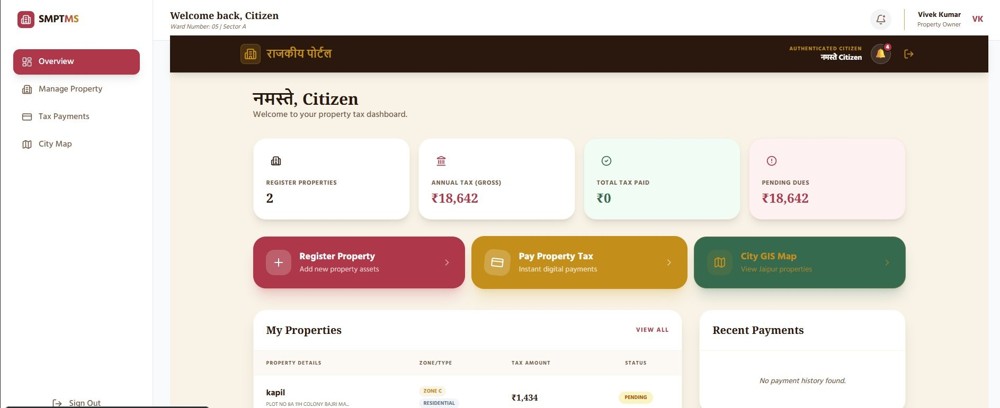 SMPTMS
Overview
Manage Property
Tax Payments
City Map
Sign Out
Welcome back, Citizen
Ward Number: 05 | Sector A
Vivek Kumar
Property Owner
VK
राजकीय पोर्टल
AUTHENTICATED CITIZEN
नमस्ते Citizen
4
नमस्ते, Citizen
Welcome to your property tax dashboard.
REGISTER PROPERTIES
2
ANNUAL TAX (GROSS)
₹18,642
TOTAL TAX PAID
₹0
PENDING DUES
₹18,642
Register Property
Add new property assets
Pay Property Tax
Instant digital payments
City GIS Map
View Jaipur properties
My Properties
VIEW ALL
PROPERTY DETAILS ZONE/TYPE TAX AMOUNT STATUS
kapil
PLOT NO 8A 11H COLONY BAJRI MA...
ZONE C
RESIDENTIAL
₹1,434
PENDING
Recent Payments
No payment history found.